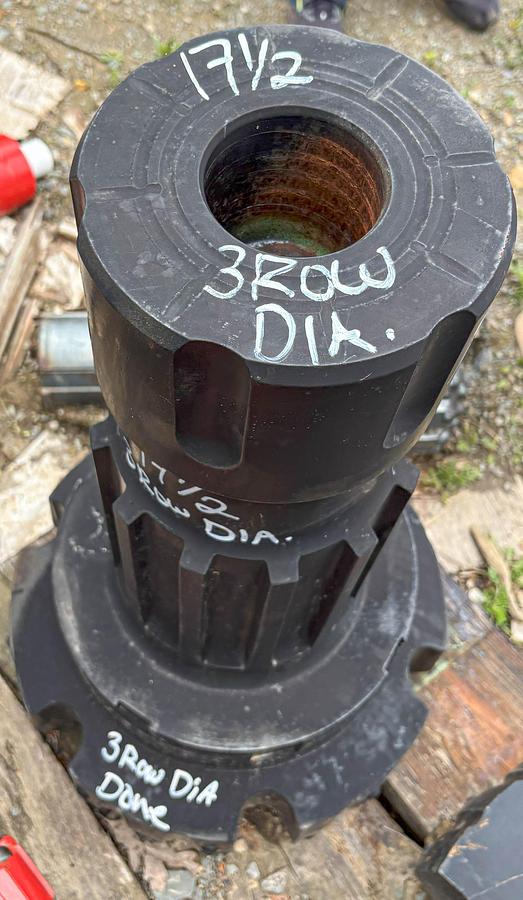 17 1/2
3 ROW
DIA.
17 1/2
3 ROW DIA.
3 Row DIA
Done